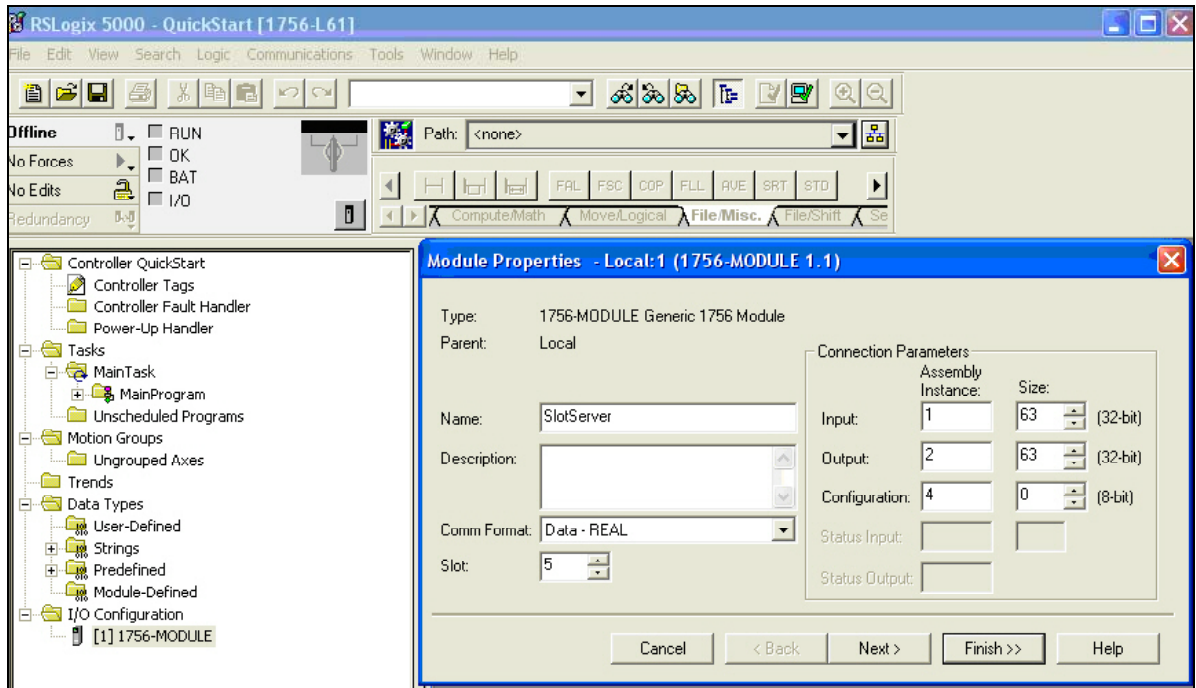 RSLogix 5000 - QuickStart [1756-L61]
File Edit View Search Logic Communications Tools Window Help
Offline
RUN
No Forces
OK
No Edits
BAT
Redundancy
I/O
Path: <none>
FAL FSC COP FLL AVE SRT STD
Compute/Math Move/Logical File/Misc. File/Shift Se
Controller QuickStart
Controller Tags
Controller Fault Handler
Power-Up Handler
Tasks
MainTask
MainProgram
Unscheduled Programs
Motion Groups
Ungrouped Axes
Trends
Data Types
User-Defined
Strings
Predefined
Module-Defined
I/O Configuration
[1] 1756-MODULE
Module Properties - Local:1 (1756-MODULE 1.1)
Type: 1756-MODULE Generic 1756 Module
Parent: Local
Name: SlotServer
Description:
Comm Format: Data - REAL
Slot: 5
Connection Parameters
Assembly
Instance: Size:
Input: 1 63 (32-bit)
Output: 2 63 (32-bit)
Configuration: 4 0 (8-bit)
Status Input:
Status Output:
Cancel < Back Next > Finish >> Help